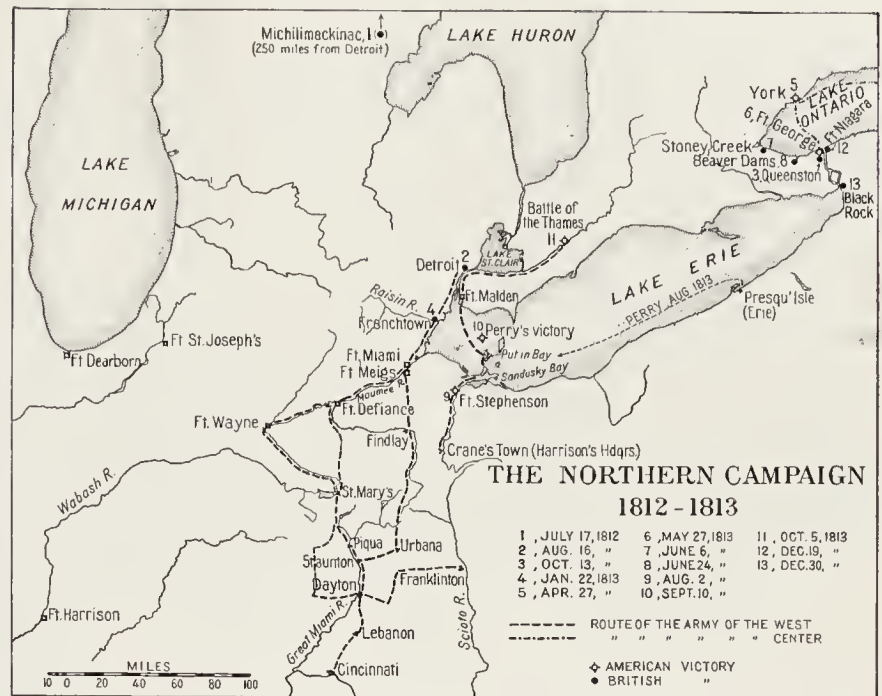 Michilimackinac, 1
(250 miles from Detroit)
LAKE HURON
LAKE
MICHIGAN
York 5
LAKE
ONTARIO
6, Ft George
Ft Niagara
Stoney Creek 7
12
Beaver Dams, 8
3, Queenston
13
Black
Rock
Battle of
the Thames
11
Detroit 2
LAKE
ST. CLAIR
Ft. Malden
LAKE ERIE
PERRY AUG 1813
Presqu' Isle
(Erie)
Raisin R.
4
Frenchtown
10 Perry's victory
Put in Bay
Sandusky Bay
Ft Dearborn
Ft St. Joseph's
Ft. Miami
Ft Meigs
Maumee R.
9
Ft. Stephenson
Ft. Defiance
Ft. Wayne
Findlay
Crane's Town (Harrison's Hdqrs.)
Wabash R.
St. Mary's
Piqua
Urbana
Staunton
Dayton
Franklinton
Ft. Harrison
Great Miami R.
Scioto R.
Lebanon
Cincinnati
MILES
10 0 10 20 30 40 50 60 70 80 90 100
THE NORTHERN CAMPAIGN
1812 - 1813
1 , JULY 17, 1812
2 , AUG. 16, "
3 , OCT. 13, "
4 , JAN. 22, 1813
5 , APR. 27, "
6 , MAY 27, 1813
7 , JUNE 6, "
8 , JUNE 24, "
9 , AUG. 2, "
10 , SEPT. 10, "
11 , OCT. 5, 1813
12 , DEC. 19, "
13 , DEC. 30, "
ROUTE OF THE ARMY OF THE WEST
" " " " " " CENTER
AMERICAN VICTORY
BRITISH "